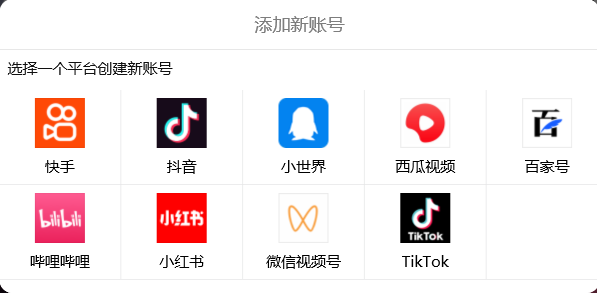 添加新账号
选择一个平台创建新账号
百
快手 抖音 小世界 西瓜视频 百家号
bilibili 小红书 TikTok
哔哩哔哩 小红书 微信视频号 TikTok